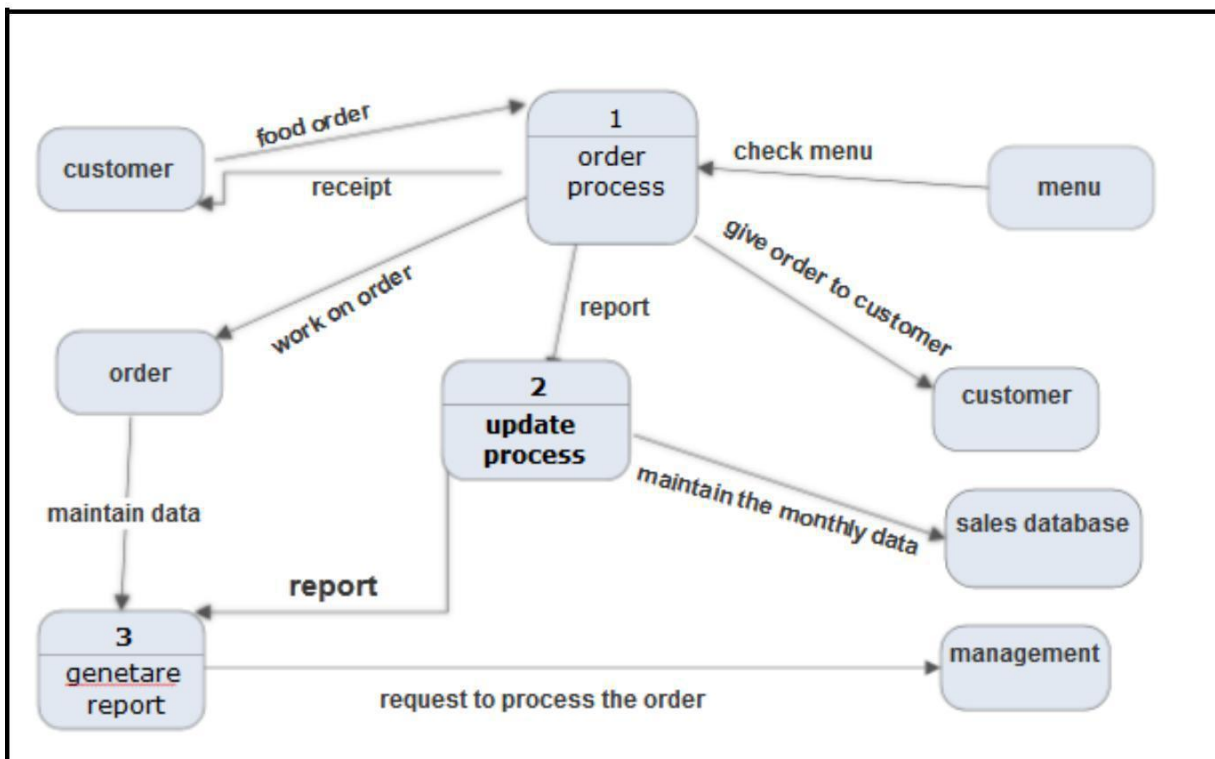 1
order
process
customer
food order
receipt
check menu
menu
work on order
report
give order to customer
order
2
update
process
customer
maintain data
maintain the monthly data
sales database
report
3
genetare
report
request to process the order
management